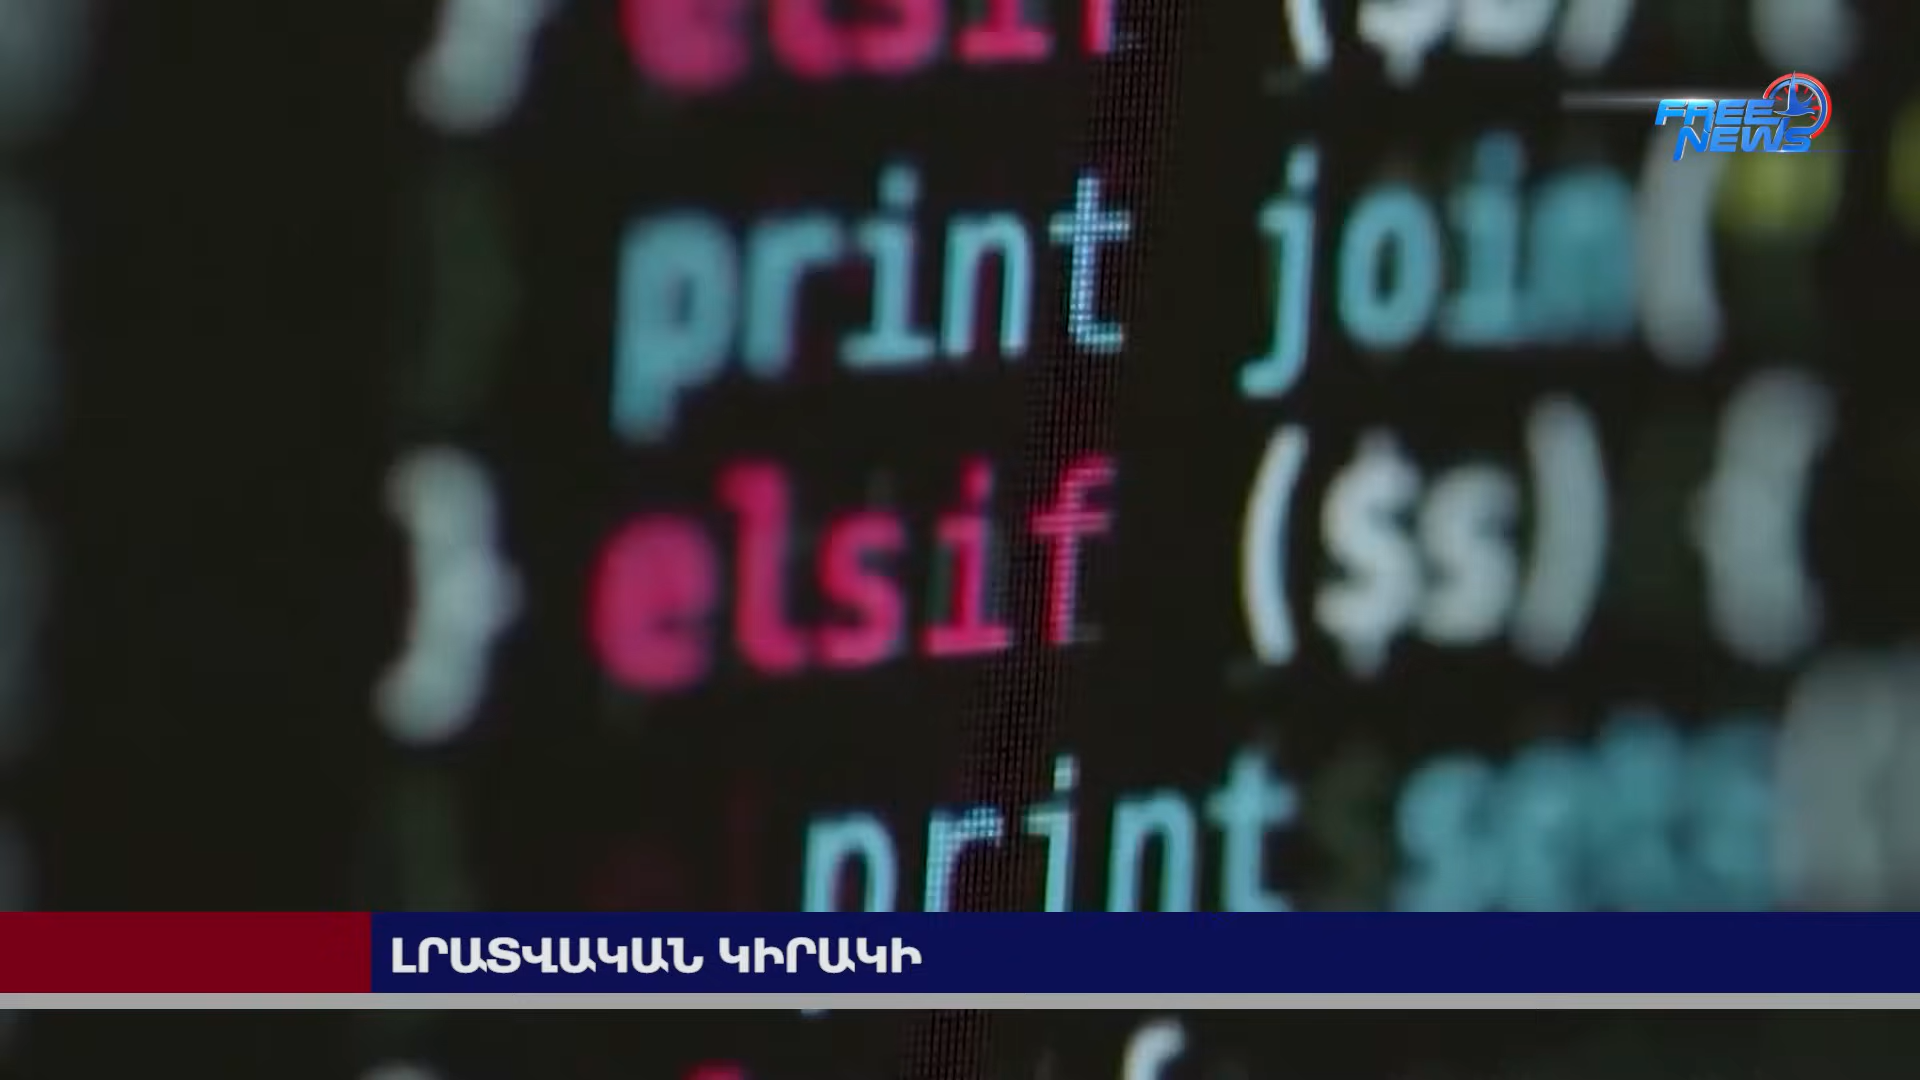 } elsif ($b) {
FREE
NEWS
print join(
} elsif ($s) {
print
ԼՐԱՏՎԱԿԱՆ ԿԻՐԱԿԻ